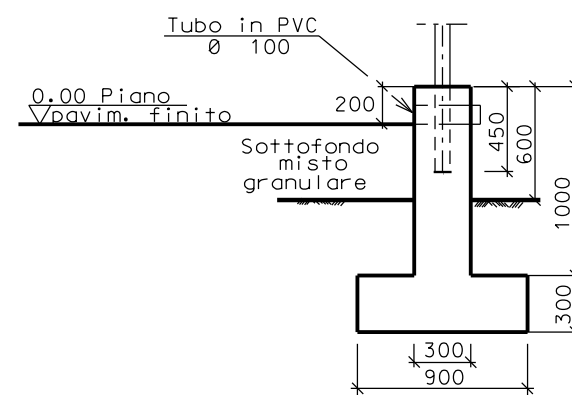 Tubo in PVC
Ø 100
0.00 Piano
pavim. finito
200
Sottofondo
misto
granulare
450
600
1000
300
300
900